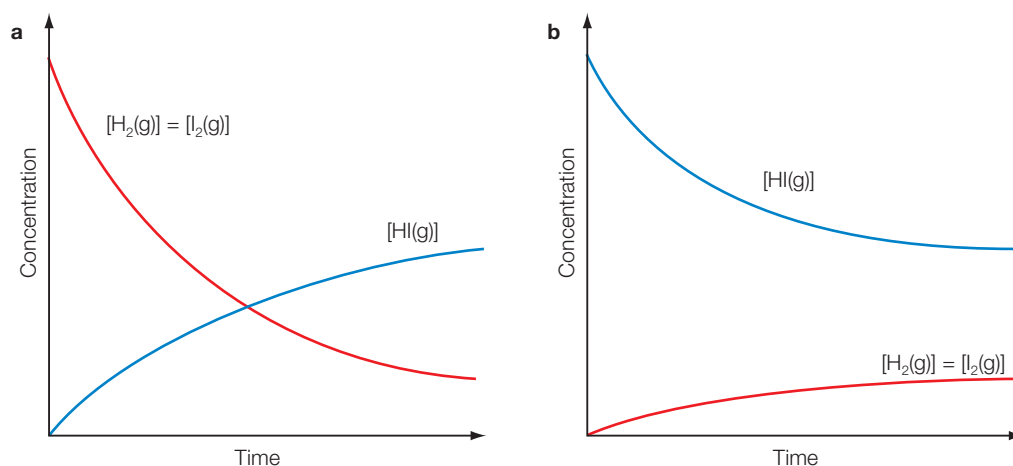 a
Concentration
[H₂(g)] = [I₂(g)]
[HI(g)]
Time
b
Concentration
[HI(g)]
[H₂(g)] = [I₂(g)]
Time